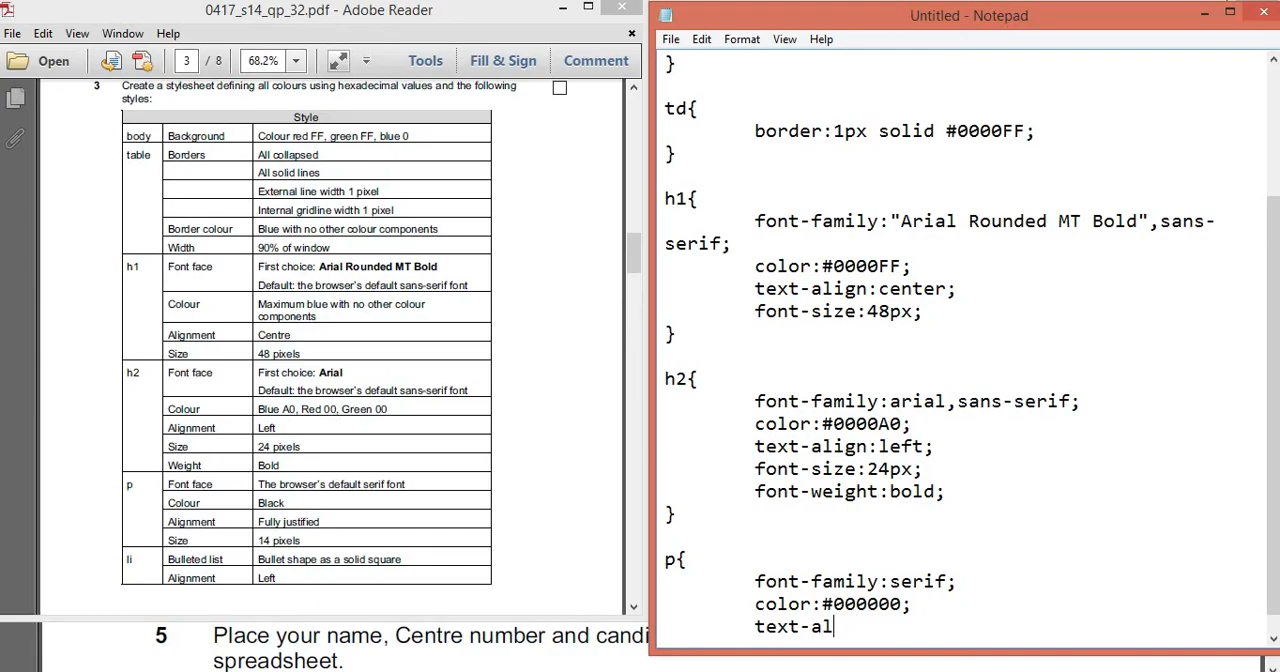 0417_s14_qp_32.pdf - Adobe Reader
File Edit View Window Help
Open 3 / 8 68.2% Tools Fill & Sign Comment
3 Create a stylesheet defining all colours using hexadecimal values and the following
styles:
Style
body Background Colour red FF, green FF, blue 0
table Borders All collapsed
All solid lines
External line width 1 pixel
Internal gridline width 1 pixel
Border colour Blue with no other colour components
Width 90% of window
h1 Font face First choice: Arial Rounded MT Bold
Default: the browser's default sans-serif font
Colour Maximum blue with no other colour
components
Alignment Centre
Size 48 pixels
h2 Font face First choice: Arial
Default: the browser's default sans-serif font
Colour Blue A0, Red 00, Green 00
Alignment Left
Size 24 pixels
Weight Bold
p Font face The browser's default serif font
Colour Black
Alignment Fully justified
Size 14 pixels
li Bulleted list Bullet shape as a solid square
Alignment Left
5 Place your name, Centre number and candi
spreadsheet.
Untitled - Notepad
File Edit Format View Help
}
td{
border:1px solid #0000FF;
}
h1{
font-family:"Arial Rounded MT Bold",sans-
serif;
color:#0000FF;
text-align:center;
font-size:48px;
}
h2{
font-family:arial,sans-serif;
color:#0000A0;
text-align:left;
font-size:24px;
font-weight:bold;
}
p{
font-family:serif;
color:#000000;
text-al